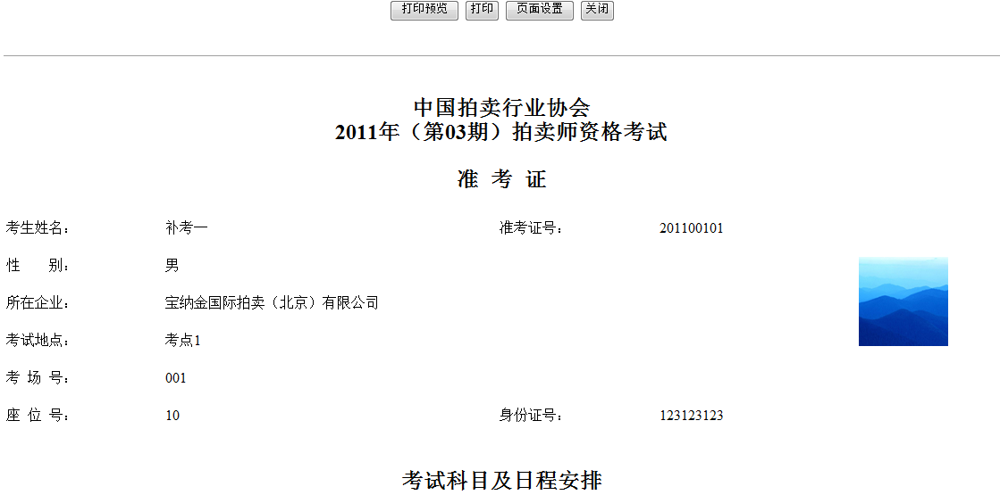 打印预览 打印 页面设置 关闭
中国拍卖行业协会
2011年（第03期）拍卖师资格考试
准 考 证
考生姓名： 补考一 准考证号： 201100101
性 别： 男
所在企业： 宝纳金国际拍卖（北京）有限公司
考试地点： 考点1
考 场 号： 001
座 位 号： 10 身份证号： 123123123
考试科目及日程安排